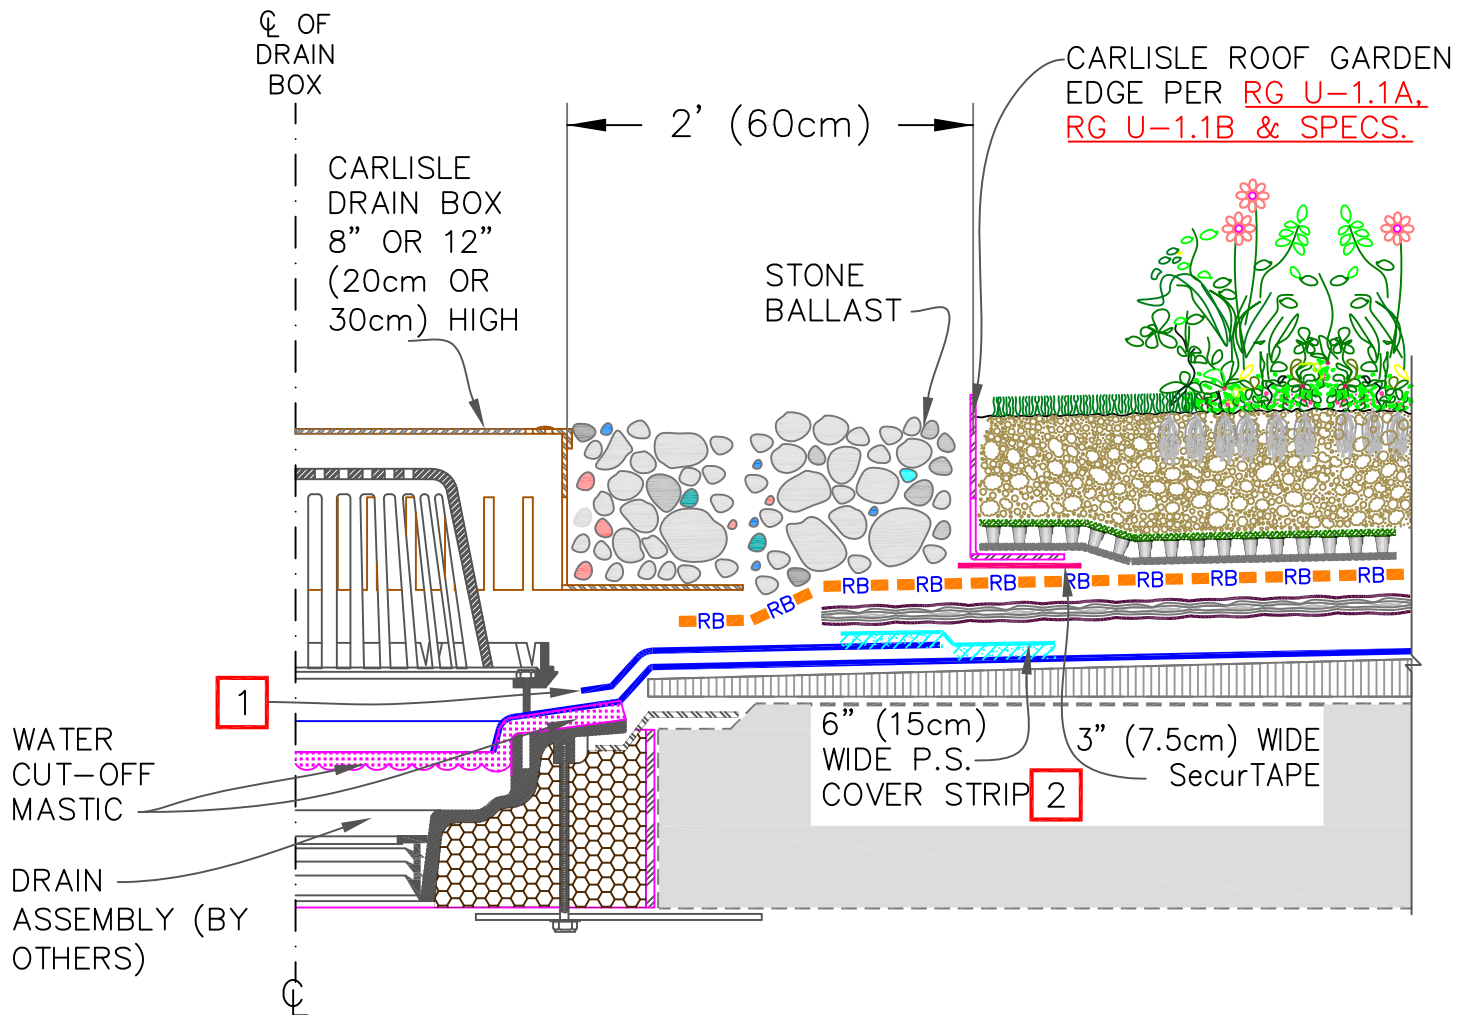 ℄ OF
DRAIN
BOX
CARLISLE ROOF GARDEN
EDGE PER RG U-1.1A,
RG U-1.1B & SPECS.
2' (60cm)
CARLISLE
DRAIN BOX
8" OR 12"
(20cm OR
30cm) HIGH
STONE
BALLAST
RB
RB
RB
RB
RB
RB
RB
RB
RB
RB
1
WATER
CUT-OFF
MASTIC
6" (15cm)
WIDE P.S.
COVER STRIP 2
3" (7.5cm) WIDE
SecurTAPE
DRAIN
ASSEMBLY (BY
OTHERS)
℄